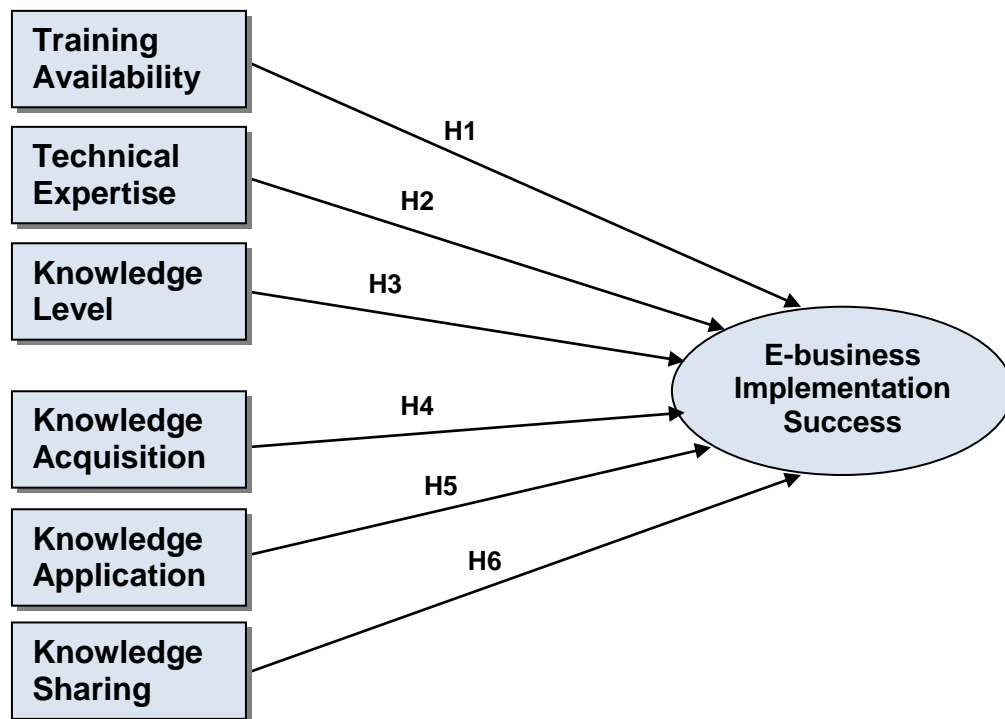 Training
Availability
H1
Technical
Expertise
H2
Knowledge
Level
H3
E-business
Implementation
Success
Knowledge
Acquisition
H4
Knowledge
Application
H5
Knowledge
Sharing
H6